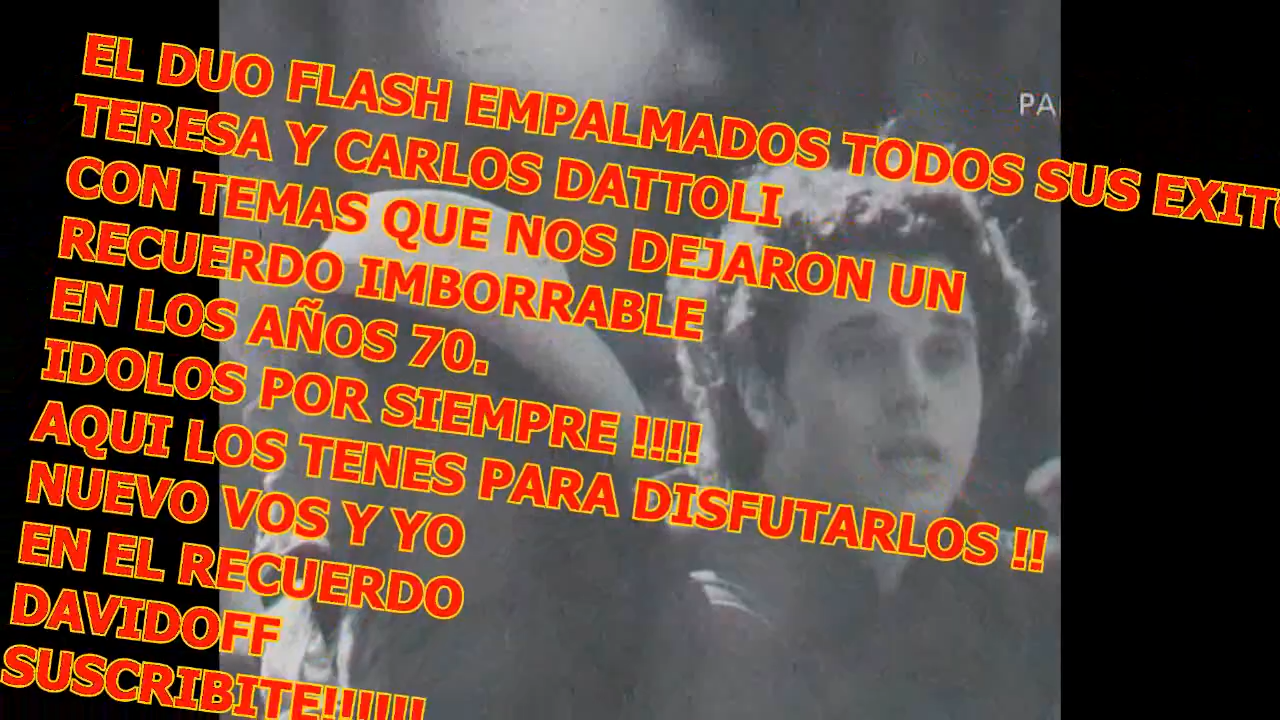 EL DUO FLASH EMPALMADOS TODOS SUS EXITO
TERESA Y CARLOS DATTOLI
CON TEMAS QUE NOS DEJARON UN
RECUERDO IMBORRABLE
EN LOS AÑOS 70.
IDOLOS POR SIEMPRE !!!!
AQUI LOS TENES PARA DISFUTARLOS !!
NUEVO VOS Y YO
EN EL RECUERDO
DAVIDOFF
SUSCRIBITE!!!!!!!
PA